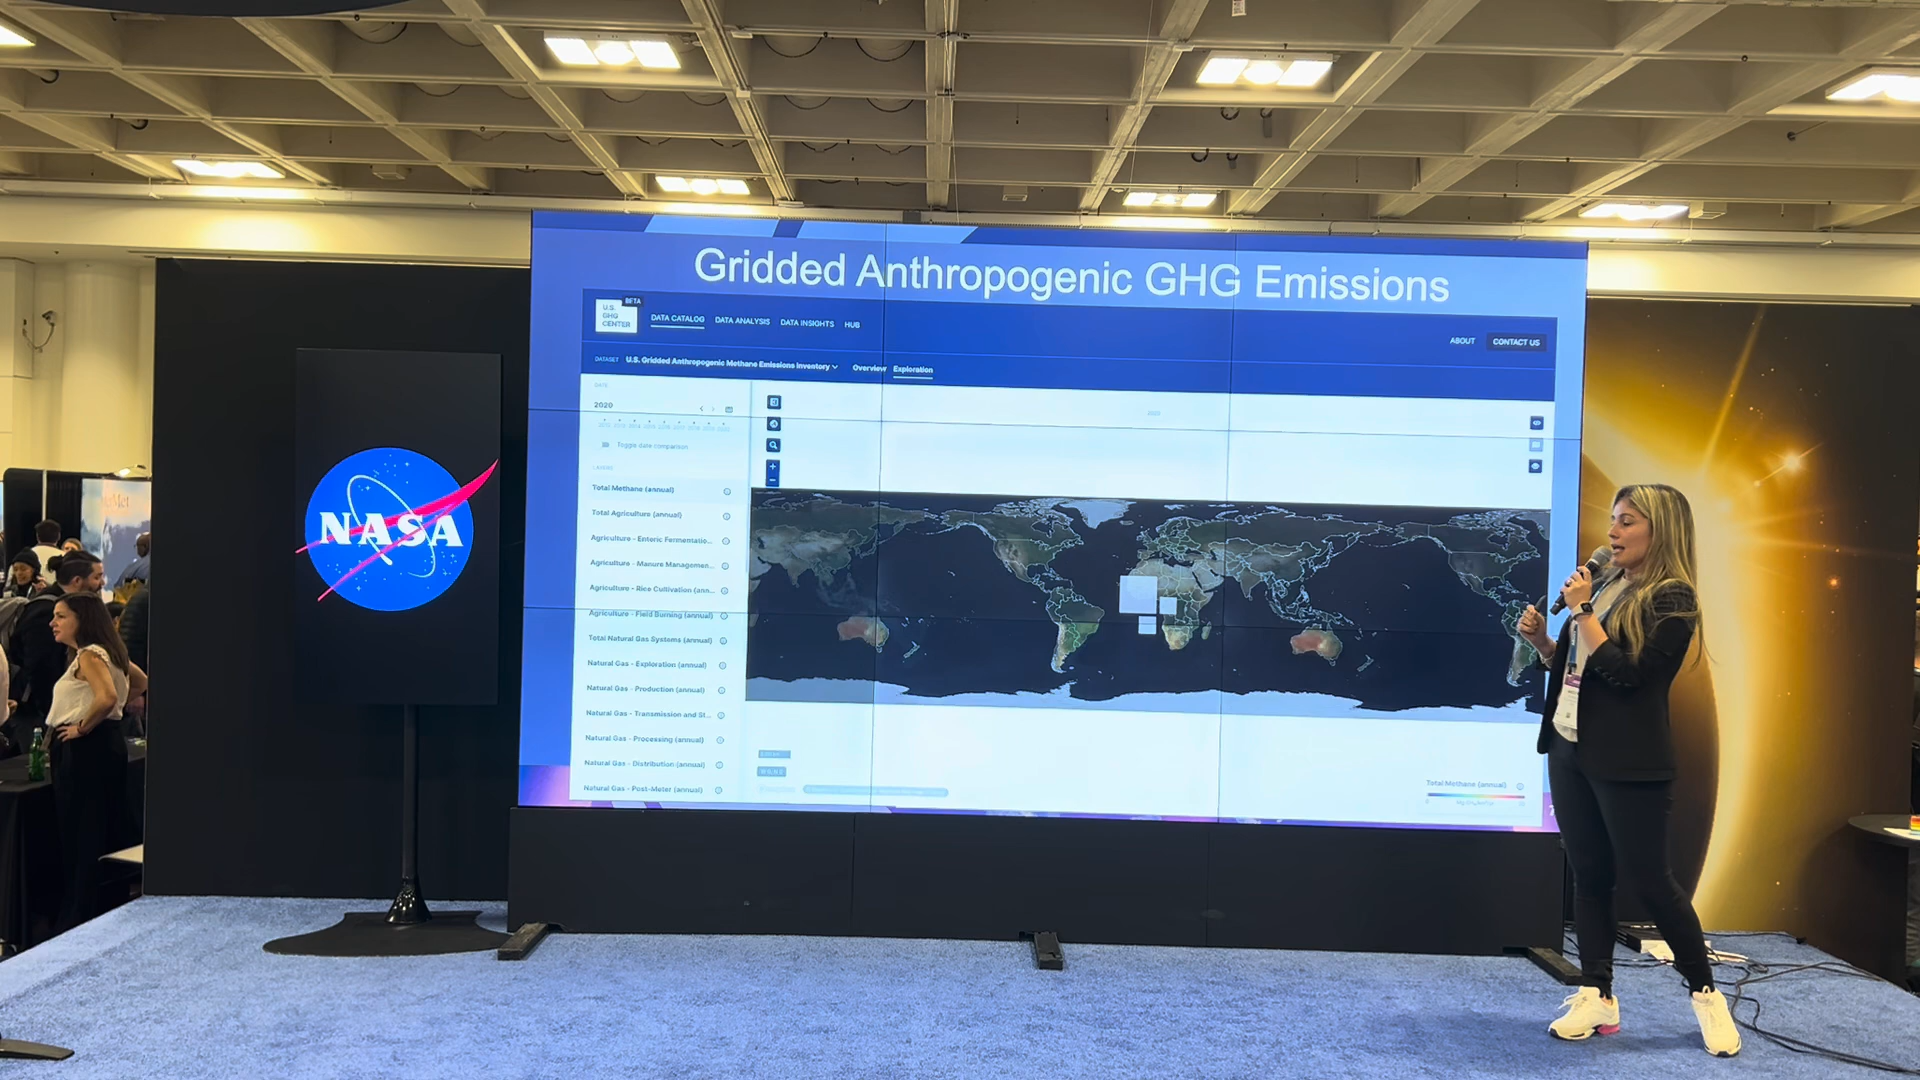 Gridded Anthropogenic GHG Emissions
BETA
U.S.
GHG
CENTER
DATA CATALOG
DATA ANALYSIS
DATA INSIGHTS
HUB
ABOUT
CONTACT US
DATASET
U.S. Gridded Anthropogenic Methane Emissions Inventory
Overview
Exploration
DATE
2020
Toggle date comparison
LAYERS
Total Methane (annual)
Total Agriculture (annual)
Agriculture - Enteric Fermentatio...
Agriculture - Manure Managemen...
Agriculture - Rice Cultivation (ann...
Agriculture - Field Burning (annual)
Total Natural Gas Systems (annual)
Natural Gas - Exploration (annual)
Natural Gas - Production (annual)
Natural Gas - Transmission and St...
Natural Gas - Processing (annual)
Natural Gas - Distribution (annual)
Natural Gas - Post-Meter (annual)
Total Methane (annual)
NASA